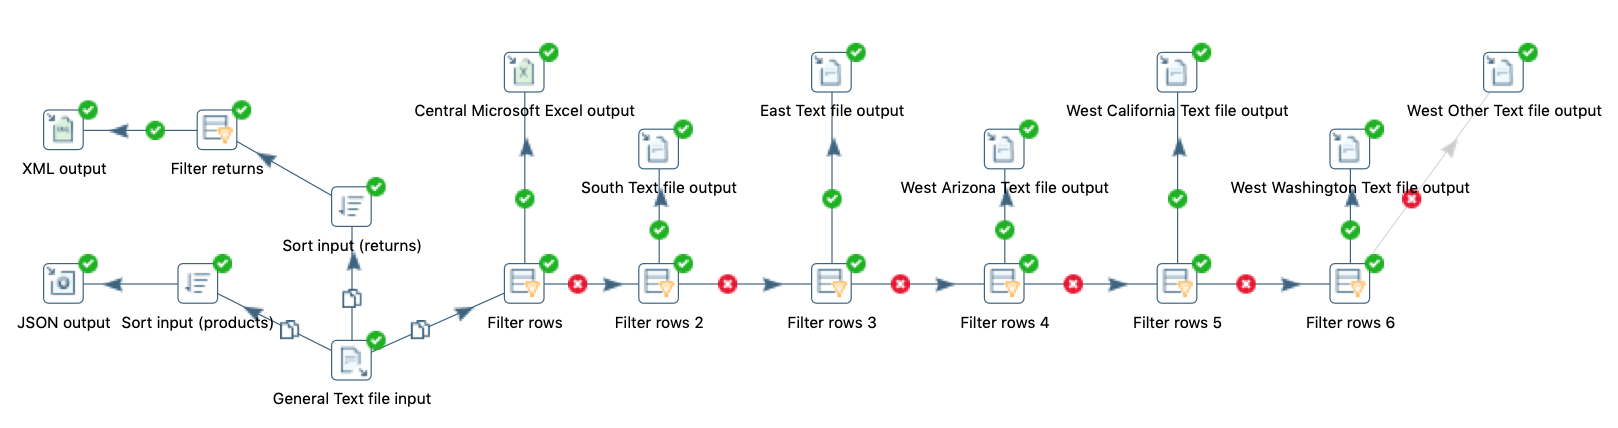 Central Microsoft Excel output
East Text file output
West California Text file output
West Other Text file output
XML output
Filter returns
South Text file output
West Arizona Text file output
West Washington Text file output
Sort input (returns)
JSON output
Sort input (products)
Filter rows
Filter rows 2
Filter rows 3
Filter rows 4
Filter rows 5
Filter rows 6
General Text file input